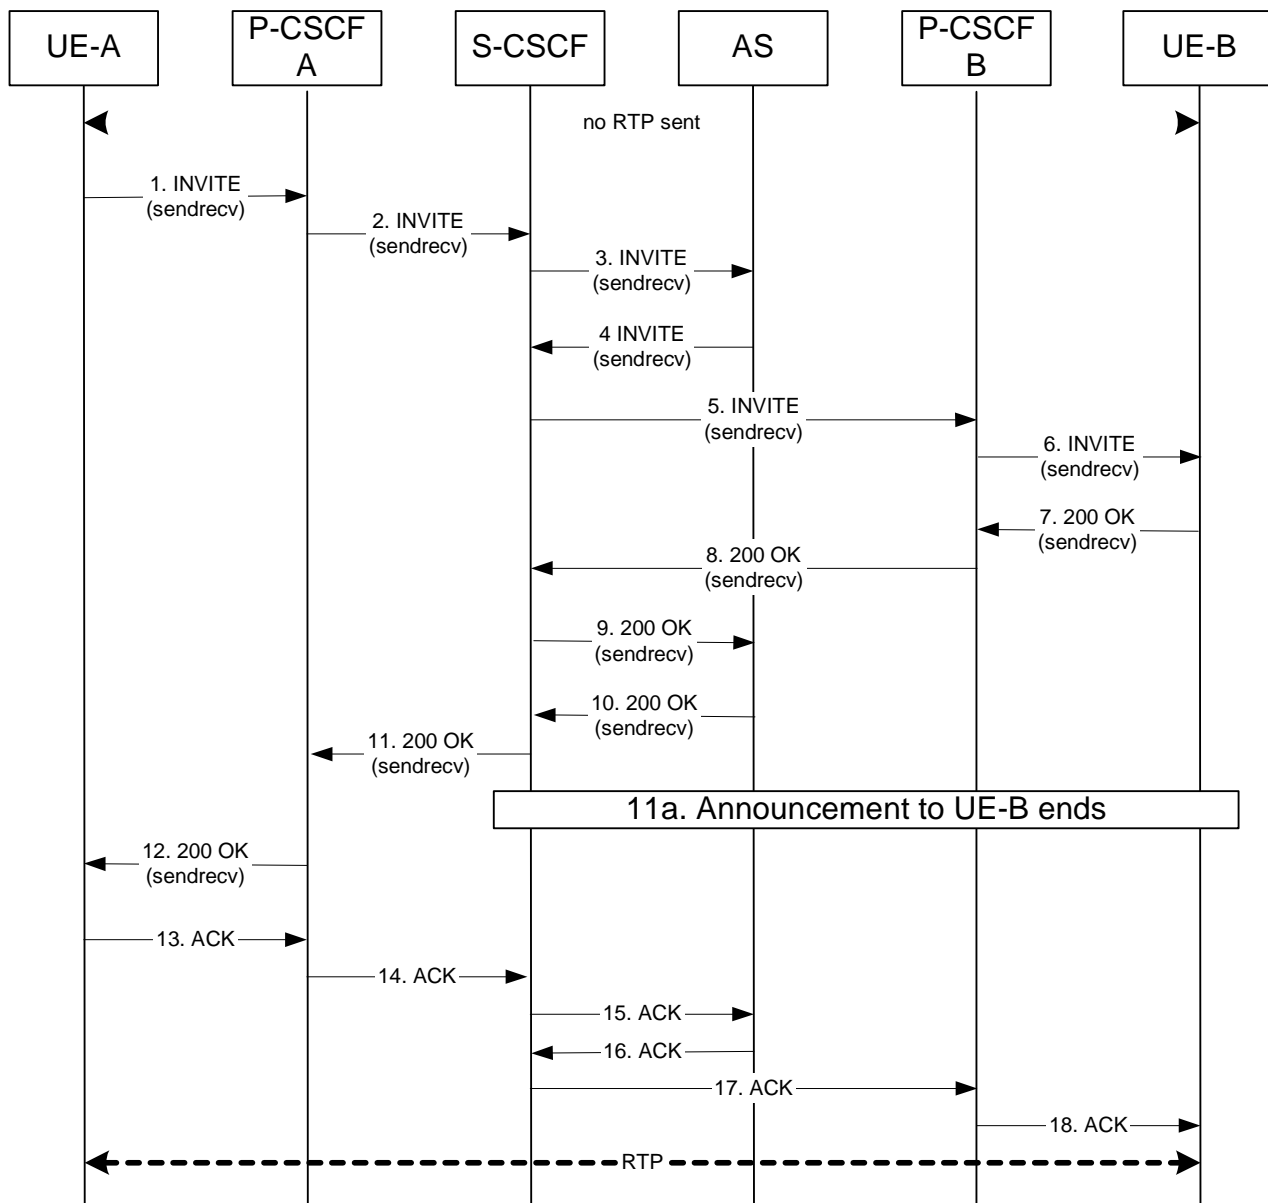 UE-A
P-CSCF
A
S-CSCF
AS
P-CSCF
B
UE-B
no RTP sent
1. INVITE
(sendrecv)
2. INVITE
(sendrecv)
3. INVITE
(sendrecv)
4 INVITE
(sendrecv)
5. INVITE
(sendrecv)
6. INVITE
(sendrecv)
7. 200 OK
(sendrecv)
8. 200 OK
(sendrecv)
9. 200 OK
(sendrecv)
10. 200 OK
(sendrecv)
11. 200 OK
(sendrecv)
11a. Announcement to UE-B ends
12. 200 OK
(sendrecv)
13. ACK
14. ACK
15. ACK
16. ACK
17. ACK
18. ACK
RTP